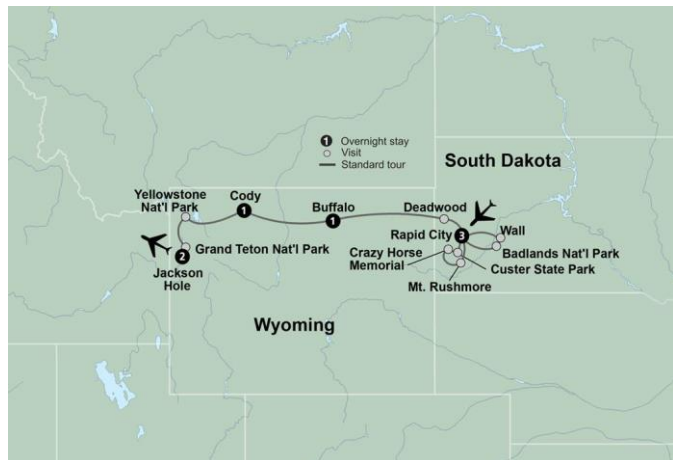 1 Overnight stay
Visit
Standard tour
South Dakota
Yellowstone
Nat'l Park
Cody
1
Buffalo
1
Deadwood
Rapid City
3
Wall
Badlands Nat'l Park
Crazy Horse
Memorial
Custer State Park
Mt. Rushmore
Grand Teton Nat'l Park
2
Jackson
Hole
Wyoming